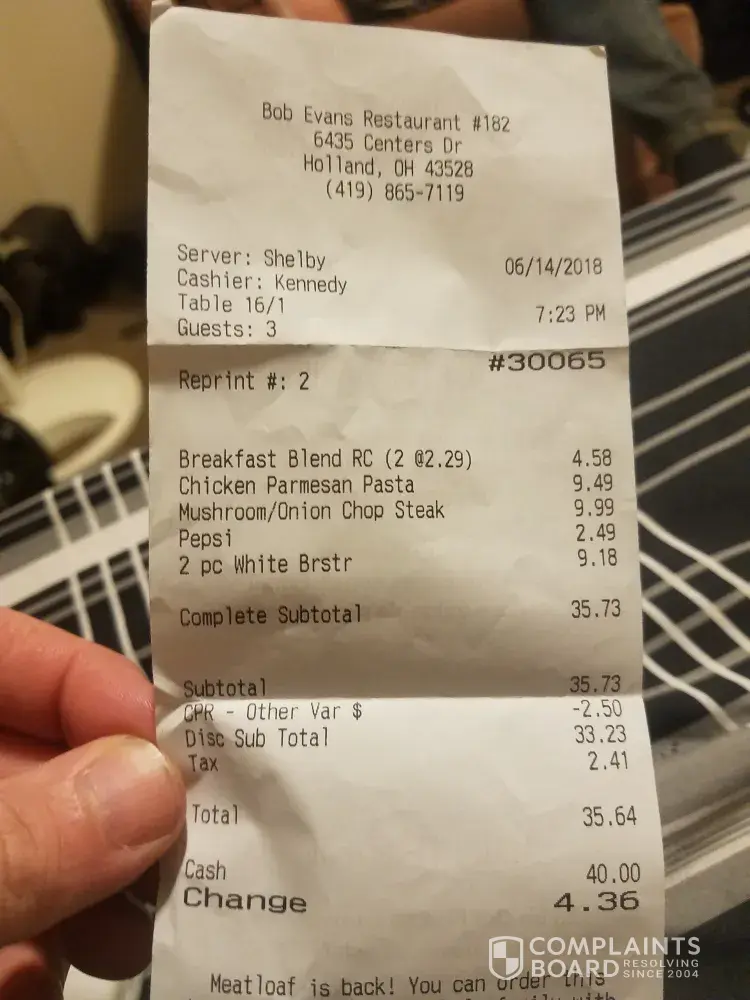 Bob Evans Restaurant #182
6435 Centers Dr
Holland, OH 43528
(419) 865-7119
Server: Shelby 06/14/2018
Cashier: Kennedy
Table 16/1 7:23 PM
Guests: 3
#30065
Reprint #: 2
Breakfast Blend RC (2 @2.29) 4.58
Chicken Parmesan Pasta 9.49
Mushroom/Onion Chop Steak 9.99
Pepsi 2.49
2 pc White Brstr 9.18
Complete Subtotal 35.73
Subtotal 35.73
CPR - Other Var $ -2.50
Disc Sub Total 33.23
Tax 2.41
Total 35.64
Cash 40.00
Change 4.36
Meatloaf is back! You can order this
COMPLAINTS
BOARD RESOLVING
SINCE 2004